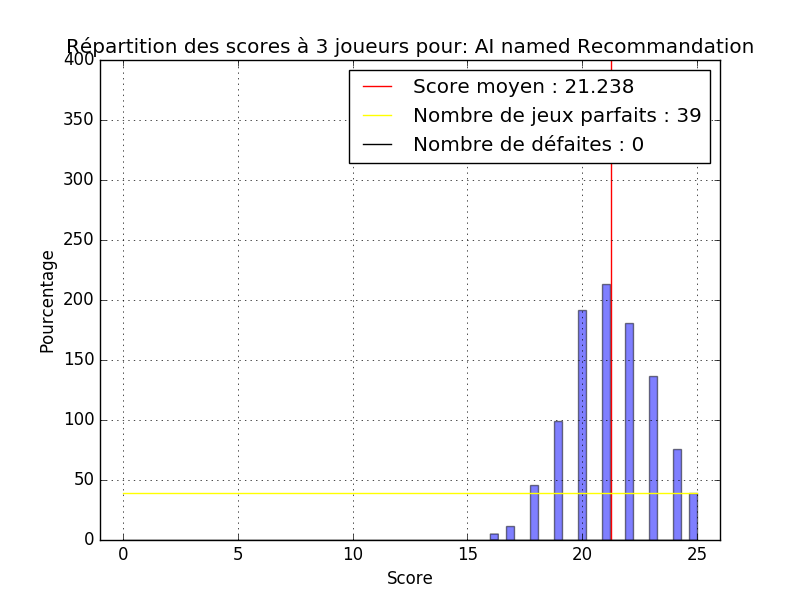 Répartition des scores à 3 joueurs pour: AI named Recommandation
Score moyen : 21.238
Nombre de jeux parfaits : 39
Nombre de défaites : 0
400
350
300
250
200
150
100
50
0
Pourcentage
0 5 10 15 20 25
Score